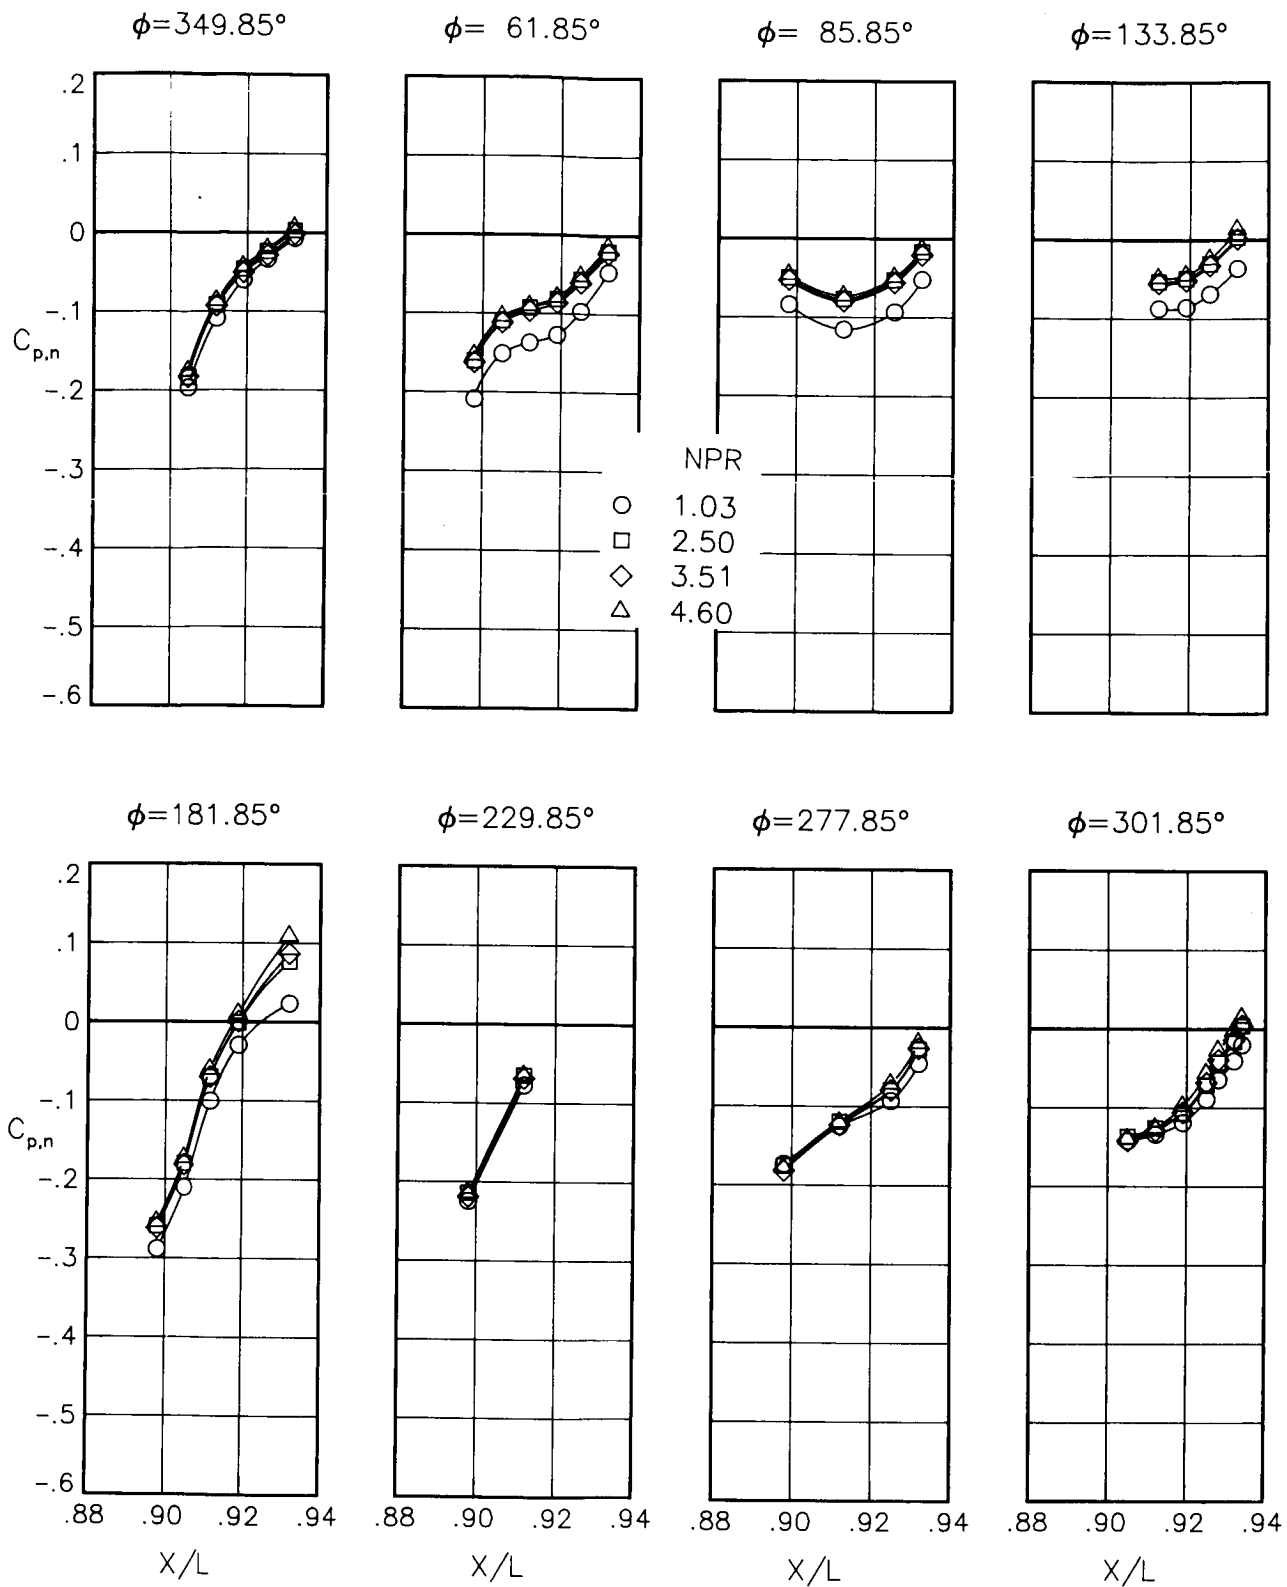 ϕ=349.85°
ϕ= 61.85°
ϕ= 85.85°
ϕ=133.85°
.2
.1
0
-.1
-.2
-.3
-.4
-.5
-.6
Cp,n
NPR
○ 1.03
□ 2.50
◇ 3.51
△ 4.60
ϕ=181.85°
ϕ=229.85°
ϕ=277.85°
ϕ=301.85°
.2
.1
0
-.1
-.2
-.3
-.4
-.5
-.6
Cp,n
.88 .90 .92 .94
.88 .90 .92 .94
.88 .90 .92 .94
.88 .90 .92 .94
X/L
X/L
X/L
X/L